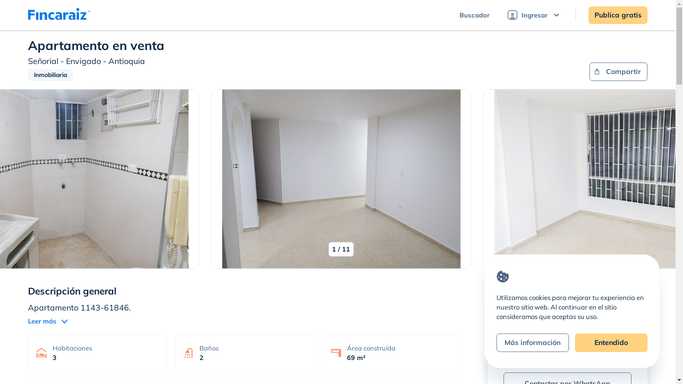 Fincaraiz
Buscador
Ingresar
Publica gratis
Apartamento en venta
Señorial - Envigado - Antioquia
Inmobiliaria
Compartir
1 / 11
Descripción general
Apartamento 1143-61846.
Leer más
Habitaciones
3
Baños
2
Área construida
69 m²
Utilizamos cookies para mejorar tu experiencia en
nuestro sitio web. Al continuar en el sitio
consideramos que aceptas su uso.
Más información
Entendido
Contactar por WhatsApp